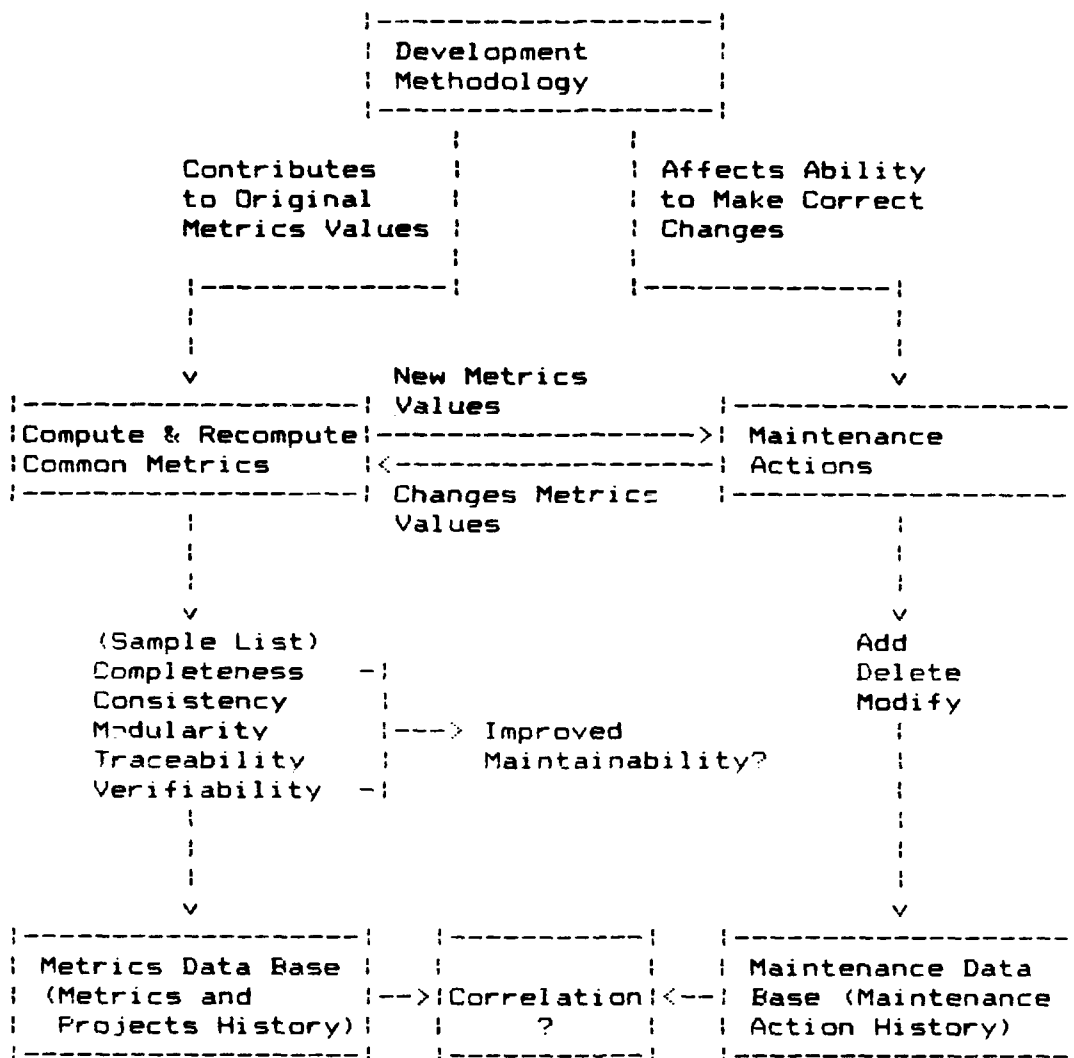 Development
Methodology
Contributes
to Original
Metrics Values
Affects Ability
to Make Correct
Changes
New Metrics
Values
Compute & Recompute
Common Metrics
Maintenance
Actions
Changes Metrics
Values
(Sample List)
Completeness
Consistency
Modularity
Traceability
Verifiability
Improved
Maintainability?
Add
Delete
Modify
Metrics Data Base
(Metrics and
Projects History)
Correlation
?
Maintenance Data
Base (Maintenance
Action History)